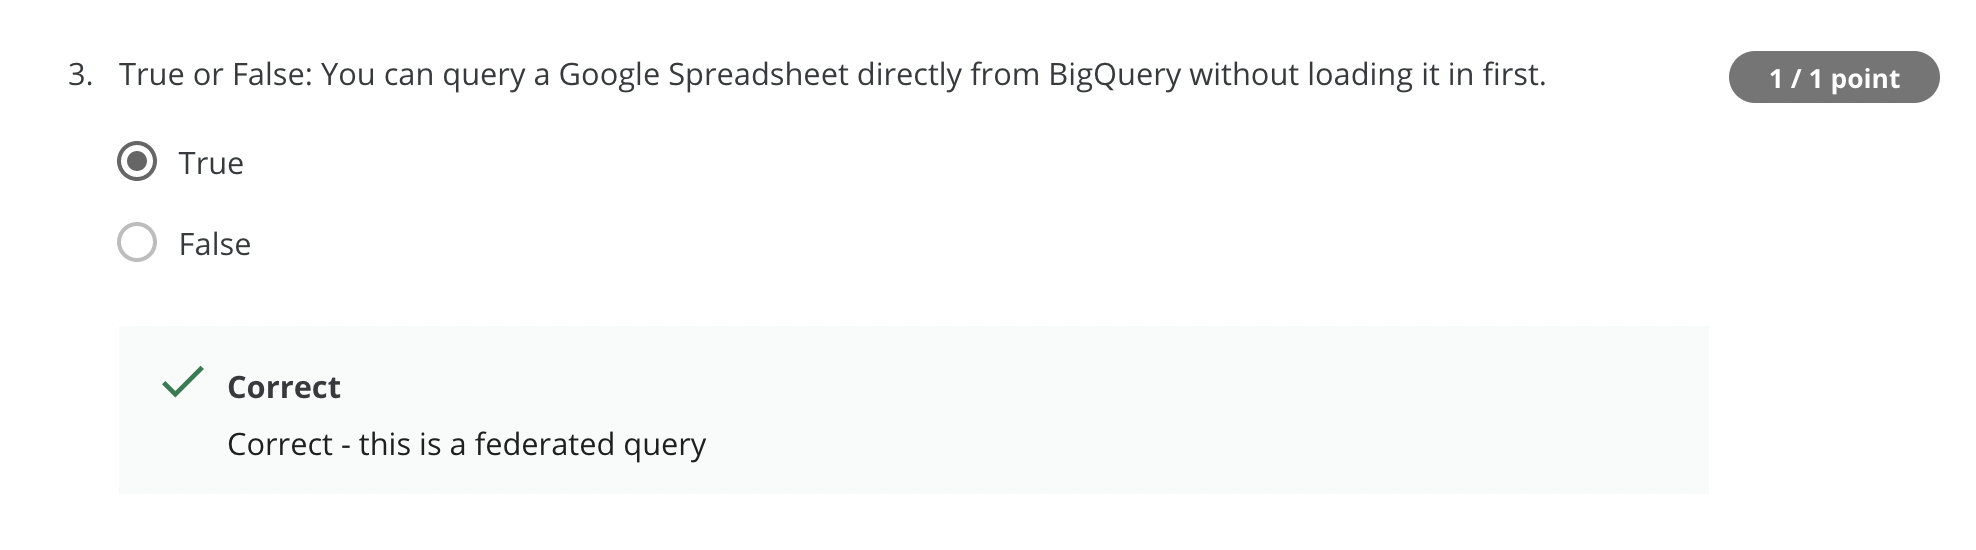 3. True or False: You can query a Google Spreadsheet directly from BigQuery without loading it in first.
1 / 1 point
True
False
Correct
Correct - this is a federated query